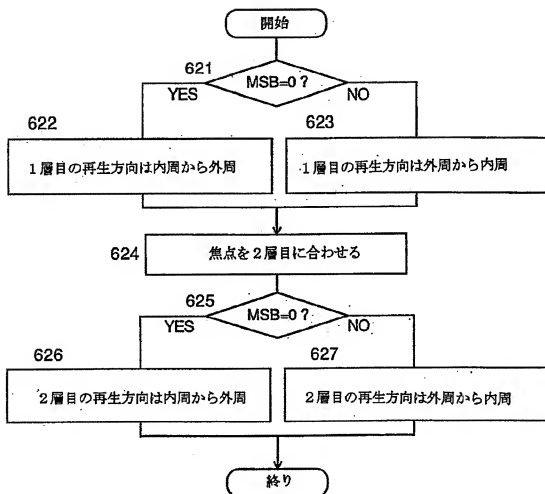 開始
621
MSB=0？
YES
NO
622
623
1層目の再生方向は内周から外周
1層目の再生方向は外周から内周
624
焦点を2層目に合わせる
625
MSB=0？
YES
NO
626
627
2層目の再生方向は内周から外周
2層目の再生方向は外周から内周
終り